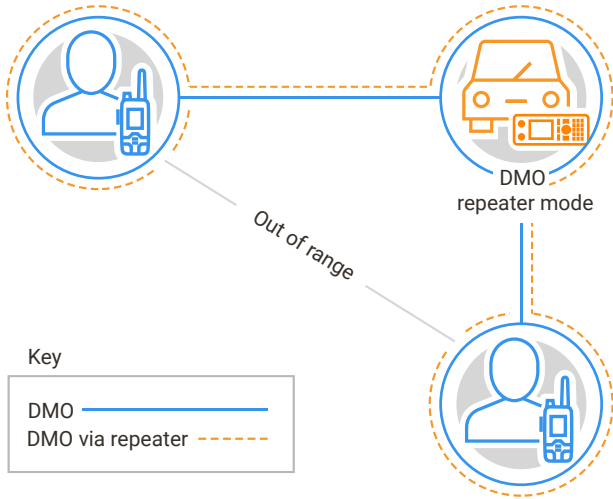 DMO
repeater mode
Out of range
Key
DMO
DMO via repeater